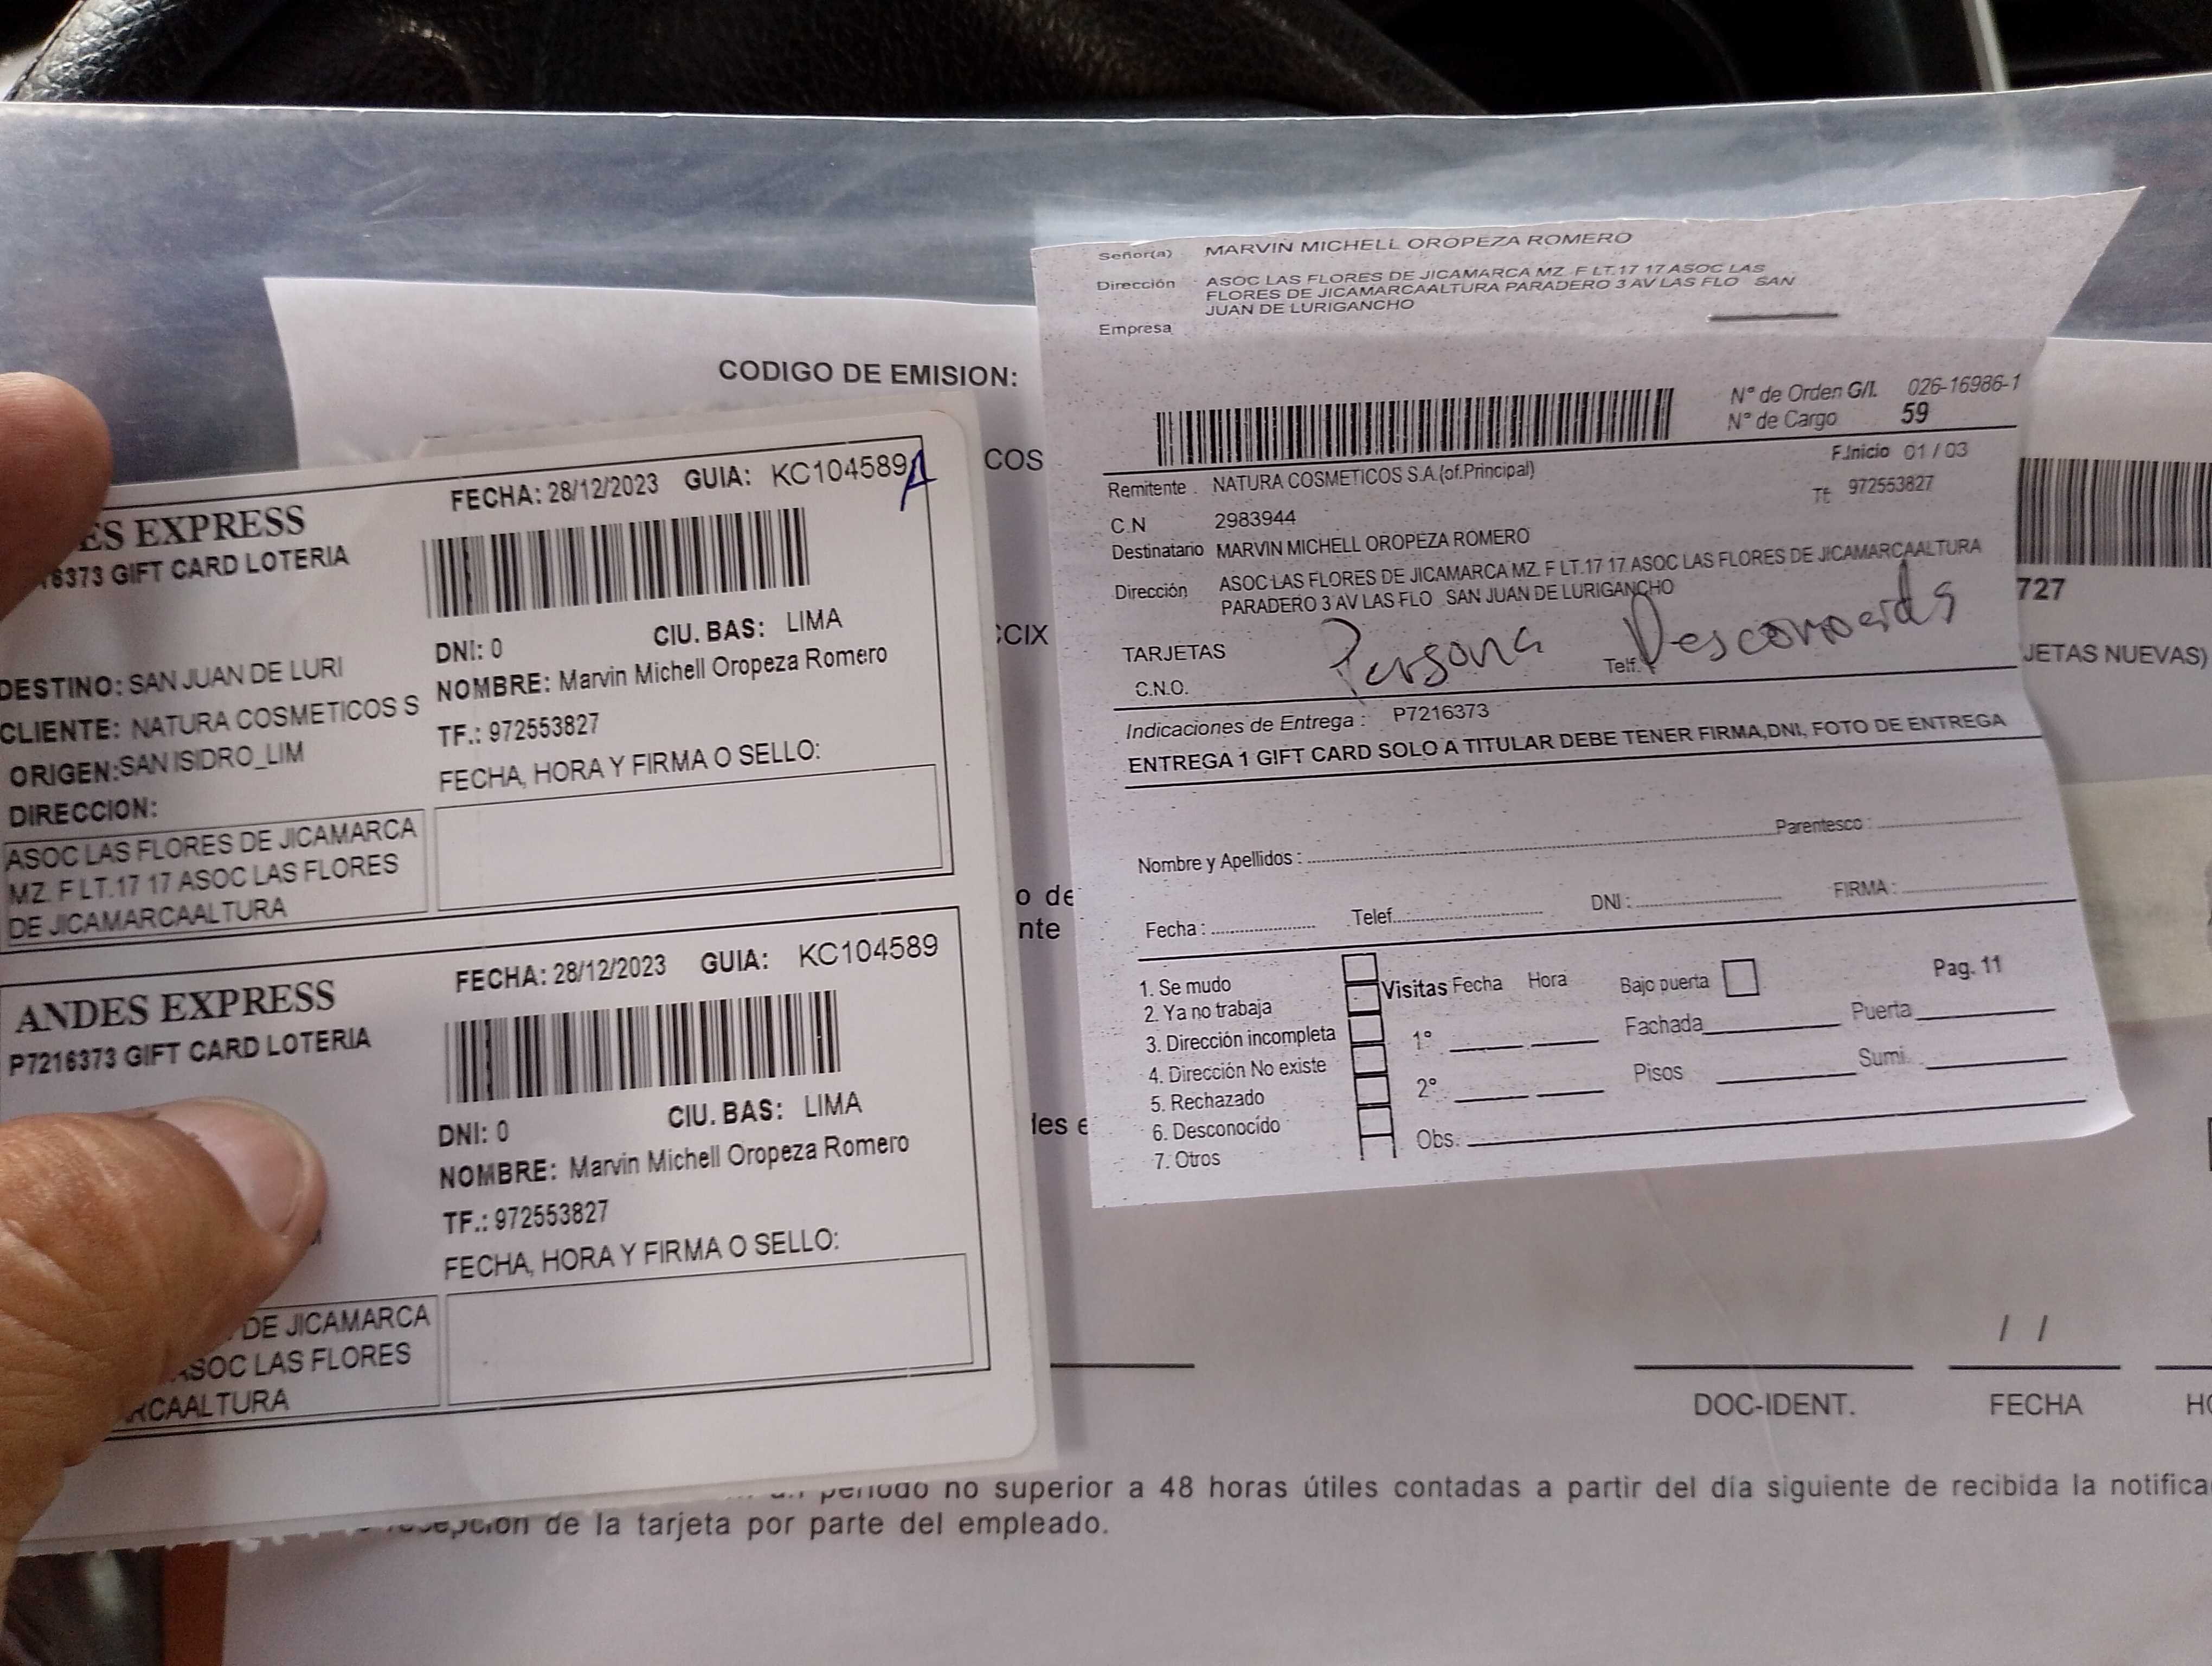 CODIGO DE EMISION:
COS
FECHA: 28/12/2023 GUIA: KC104589A
ES EXPRESS
16373 GIFT CARD LOTERIA
DNI: 0 CIU. BAS: LIMA
DESTINO: SAN JUAN DE LURI
NOMBRE: Marvin Michell Oropeza Romero
CLIENTE: NATURA COSMETICOS S
TF.: 972553827
ORIGEN:SAN ISIDRO_LIM
FECHA, HORA Y FIRMA O SELLO:
DIRECCION:
ASOC LAS FLORES DE JICAMARCA
MZ. F LT.17 17 ASOC LAS FLORES
DE JICAMARCAALTURA
FECHA: 28/12/2023 GUIA: KC104589
ANDES EXPRESS
P7216373 GIFT CARD LOTERIA
DNI: 0 CIU. BAS: LIMA
NOMBRE: Marvin Michell Oropeza Romero
TF.: 972553827
FECHA, HORA Y FIRMA O SELLO:
DE JICAMARCA
ASOC LAS FLORES
RCAALTURA
Señor(a) MARVIN MICHELL OROPEZA ROMERO
Dirección ASOC LAS FLORES DE JICAMARCA MZ. F LT.17 17 ASOC LAS
FLORES DE JICAMARCAALTURA PARADERO 3 AV LAS FLO SAN
JUAN DE LURIGANCHO
Empresa
N° de Orden G/I. 026-16986-1
N° de Cargo 59
F.Inicio 01 / 03
Remitente . NATURA COSMETICOS S.A.(of.Principal)
Tf: 972553827
C.N 2983944
Destinatario MARVIN MICHELL OROPEZA ROMERO
Dirección ASOC LAS FLORES DE JICAMARCA MZ. F LT.17 17 ASOC LAS FLORES DE JICAMARCAALTURA
PARADERO 3 AV LAS FLO SAN JUAN DE LURIGANCHO
TARJETAS Persona Desconocida
Telf.
C.N.O.
Indicaciones de Entrega : P7216373
ENTREGA 1 GIFT CARD SOLO A TITULAR DEBE TENER FIRMA,DNI, FOTO DE ENTREGA
Nombre y Apellidos : Parentesco :
Fecha : Telef. DNI : FIRMA :
1. Se mudo
2. Ya no trabaja
3. Dirección incompleta
4. Dirección No existe
5. Rechazado
6. Desconocido
7. Otros
Visitas Fecha Hora Bajo puerta Pag. 11
1° Fachada Puerta
2° Pisos Sumi.
Obs.
727
CCIX
JETAS NUEVAS)
o de
nte
les e
/ /
DOC-IDENT. FECHA HO
periodo no superior a 48 horas útiles contadas a partir del dia siguiente de recibida la notifica
recepción de la tarjeta por parte del empleado.